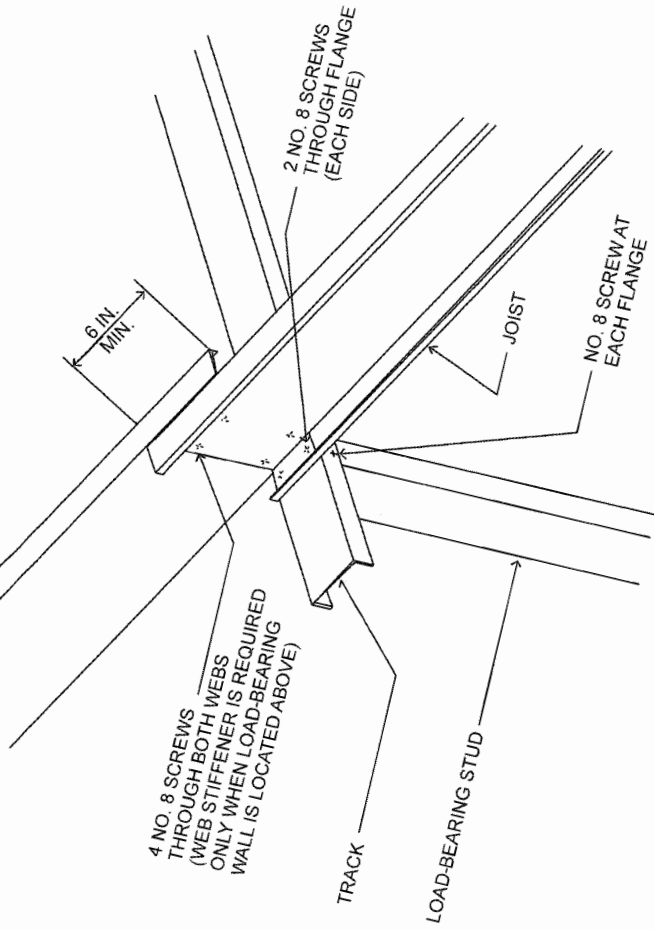 6 IN.
MIN.
2 NO. 8 SCREWS
THROUGH FLANGE
(EACH SIDE)
4 NO. 8 SCREWS
THROUGH BOTH WEBS
(WEB STIFFENER IS REQUIRED
ONLY WHEN LOAD-BEARING
WALL IS LOCATED ABOVE)
JOIST
NO. 8 SCREW AT
EACH FLANGE
TRACK
LOAD-BEARING STUD